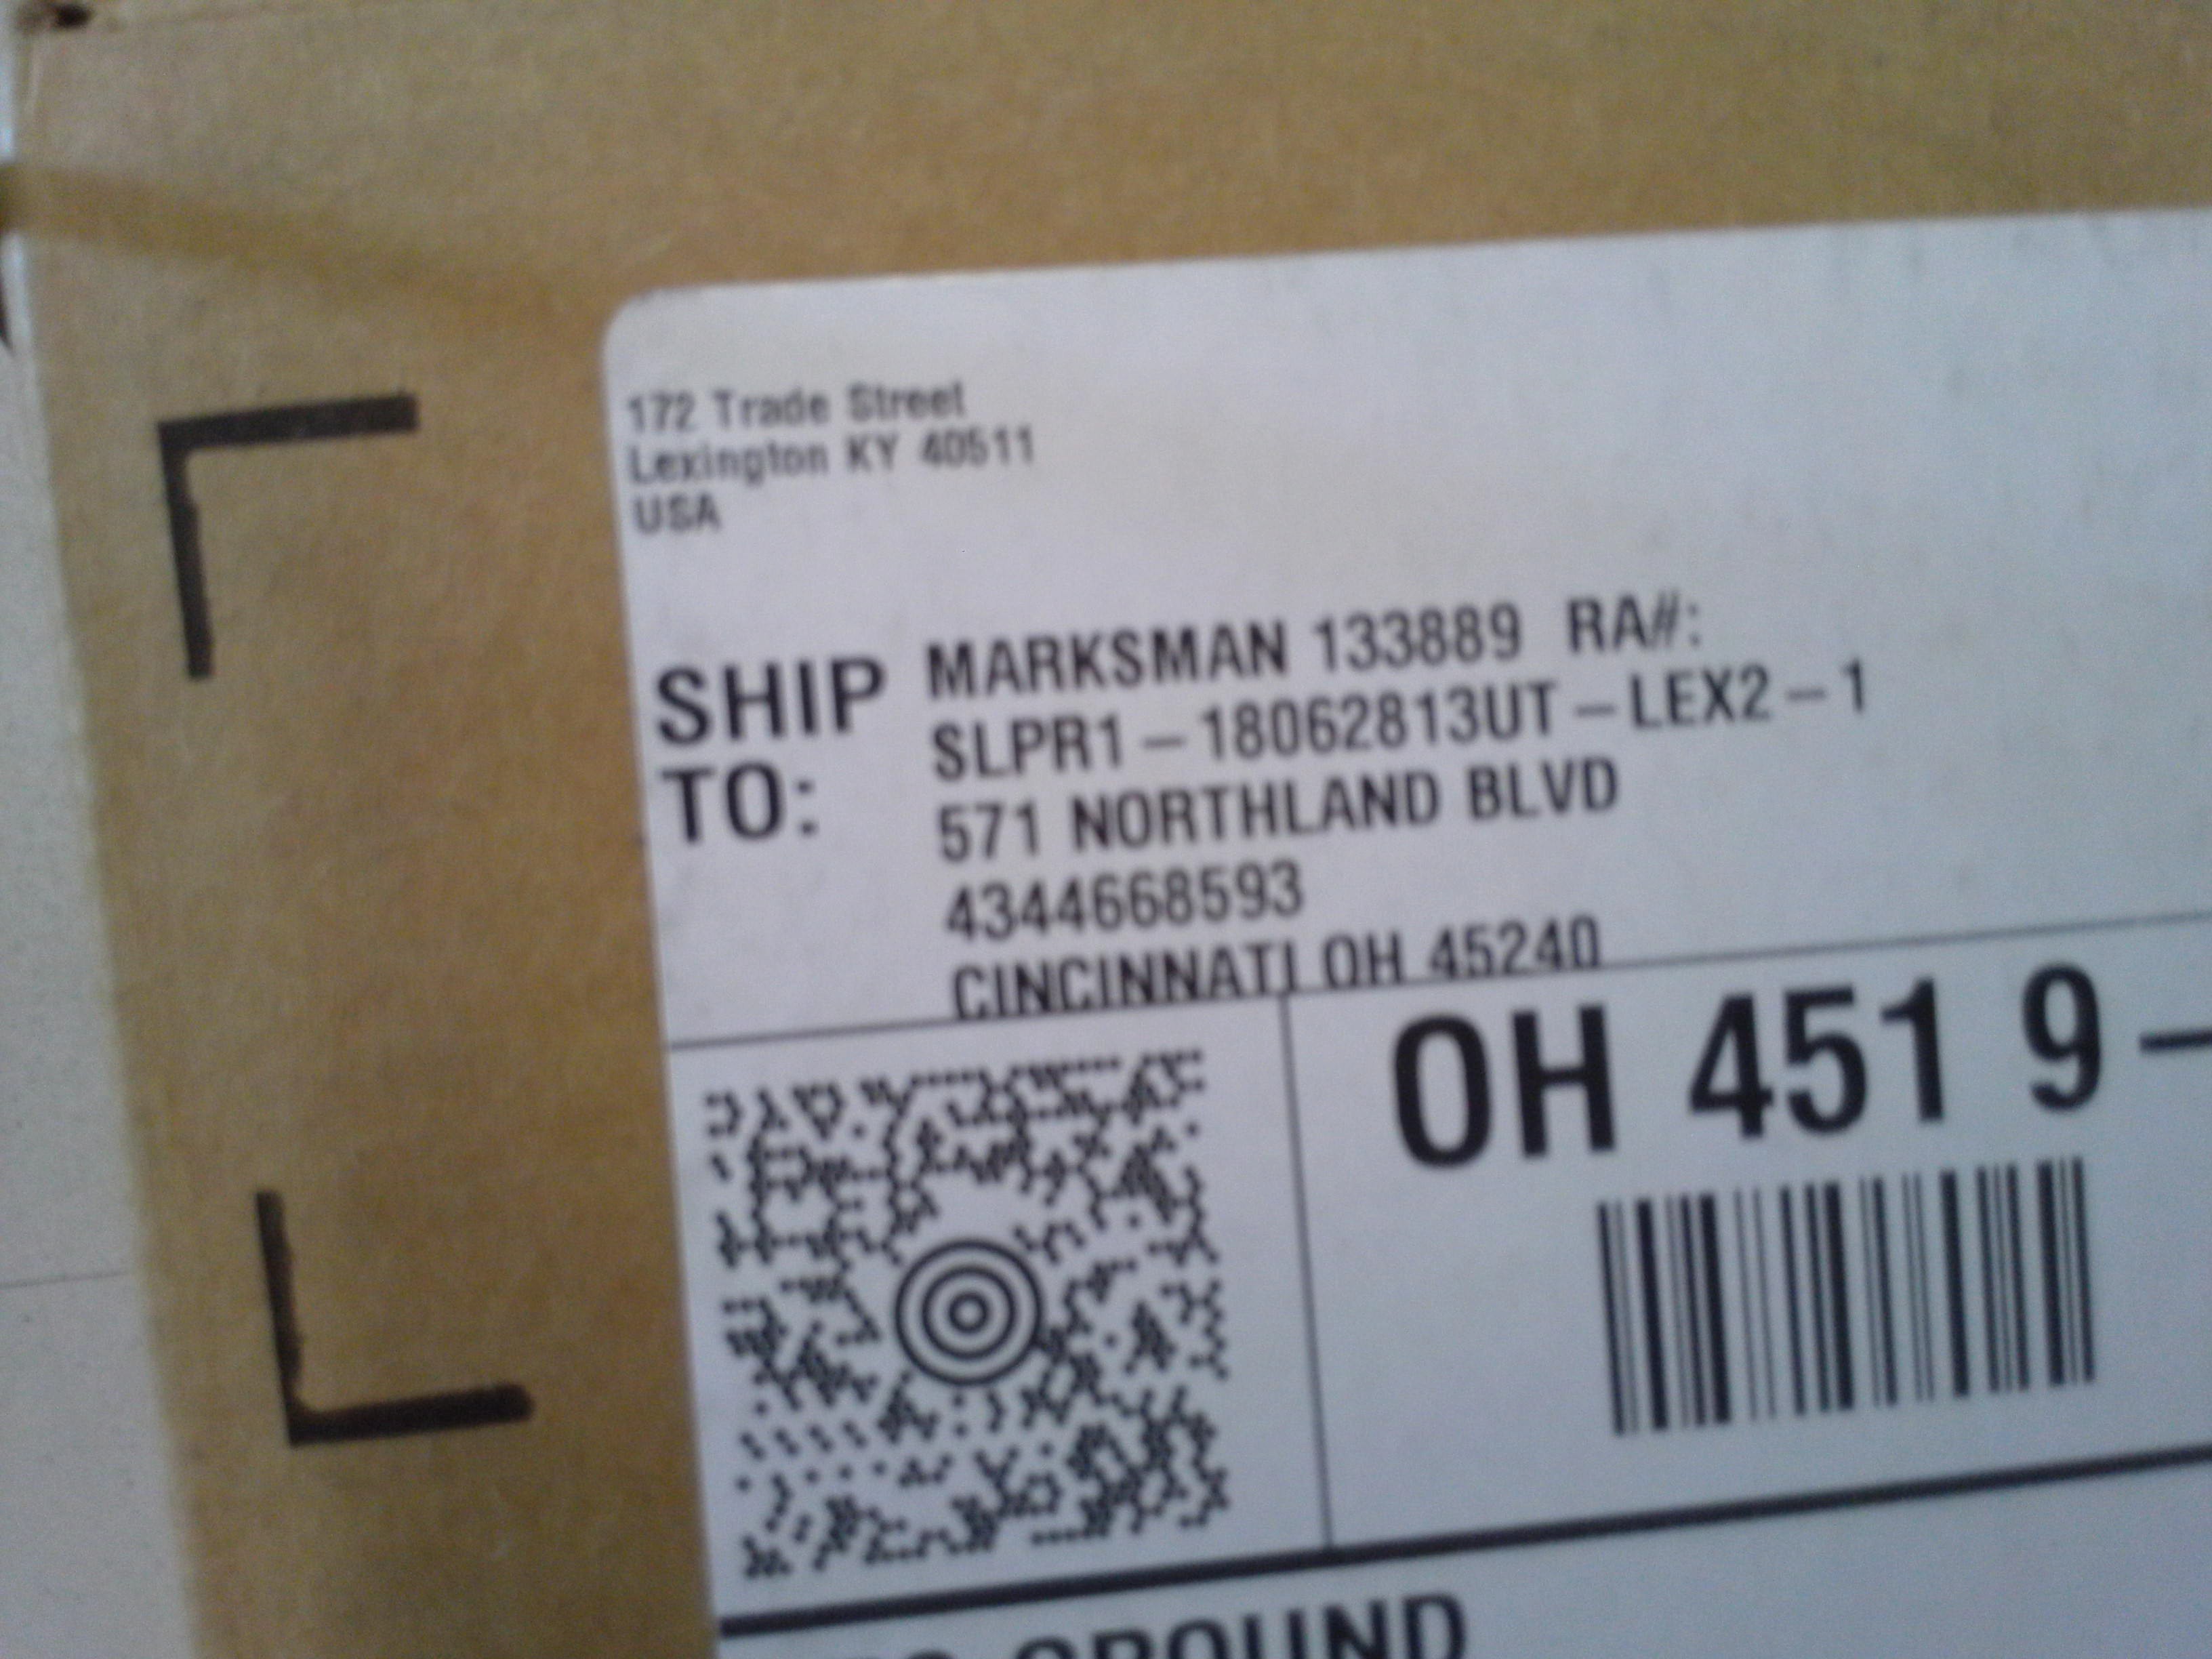 172 Trade Street
Lexington KY 40511
USA
SHIP TO:
MARKSMAN 133889 RA#:
SLPR1-18062813UT-LEX2-1
571 NORTHLAND BLVD
4344668593
CINCINNATI OH 45240
OH 451 9-
GROUND